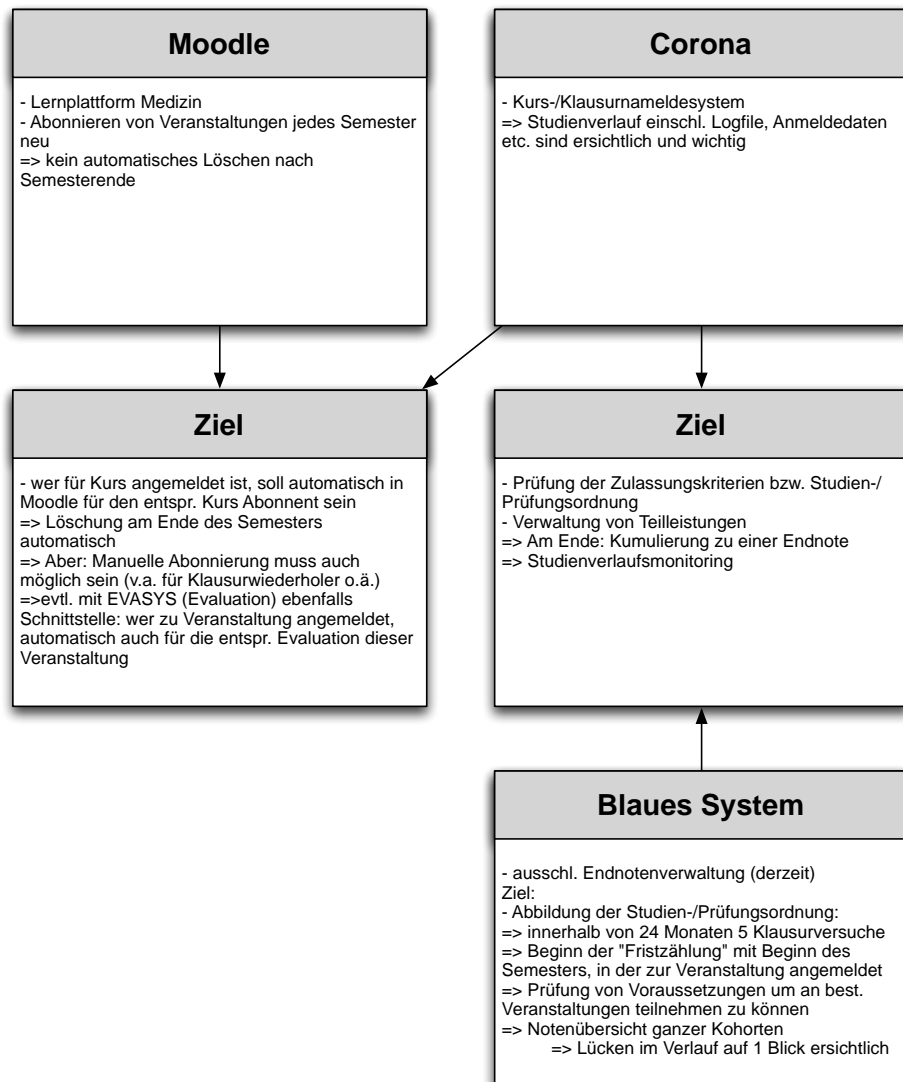 Moodle
- Lernplattform Medizin
- Abonnieren von Veranstaltungen jedes Semester
neu
=> kein automatisches Löschen nach
Semesterende
Corona
- Kurs-/Klausurnameldesystem
=> Studienverlauf einschl. Logfile, Anmeldedaten
etc. sind ersichtlich und wichtig
Ziel
- wer für Kurs angemeldet ist, soll automatisch in
Moodle für den entspr. Kurs Abonnent sein
=> Löschung am Ende des Semesters
automatisch
=> Aber: Manuelle Abonnierung muss auch
möglich sein (v.a. für Klausurwiederholer o.ä.)
=>evtl. mit EVASYS (Evaluation) ebenfalls
Schnittstelle: wer zu Veranstaltung angemeldet,
automatisch auch für die entspr. Evaluation dieser
Veranstaltung
Ziel
- Prüfung der Zulassungskriterien bzw. Studien-/
Prüfungsordnung
- Verwaltung von Teilleistungen
=> Am Ende: Kumulierung zu einer Endnote
=> Studienverlaufsmonitoring
Blaues System
- ausschl. Endnotenverwaltung (derzeit)
Ziel:
- Abbildung der Studien-/Prüfungsordnung:
=> innerhalb von 24 Monaten 5 Klausurversuche
=> Beginn der "Fristzählung" mit Beginn des
Semesters, in der zur Veranstaltung angemeldet
=> Prüfung von Voraussetzungen um an best.
Veranstaltungen teilnehmen zu können
=> Notenübersicht ganzer Kohorten
=> Lücken im Verlauf auf 1 Blick ersichtlich